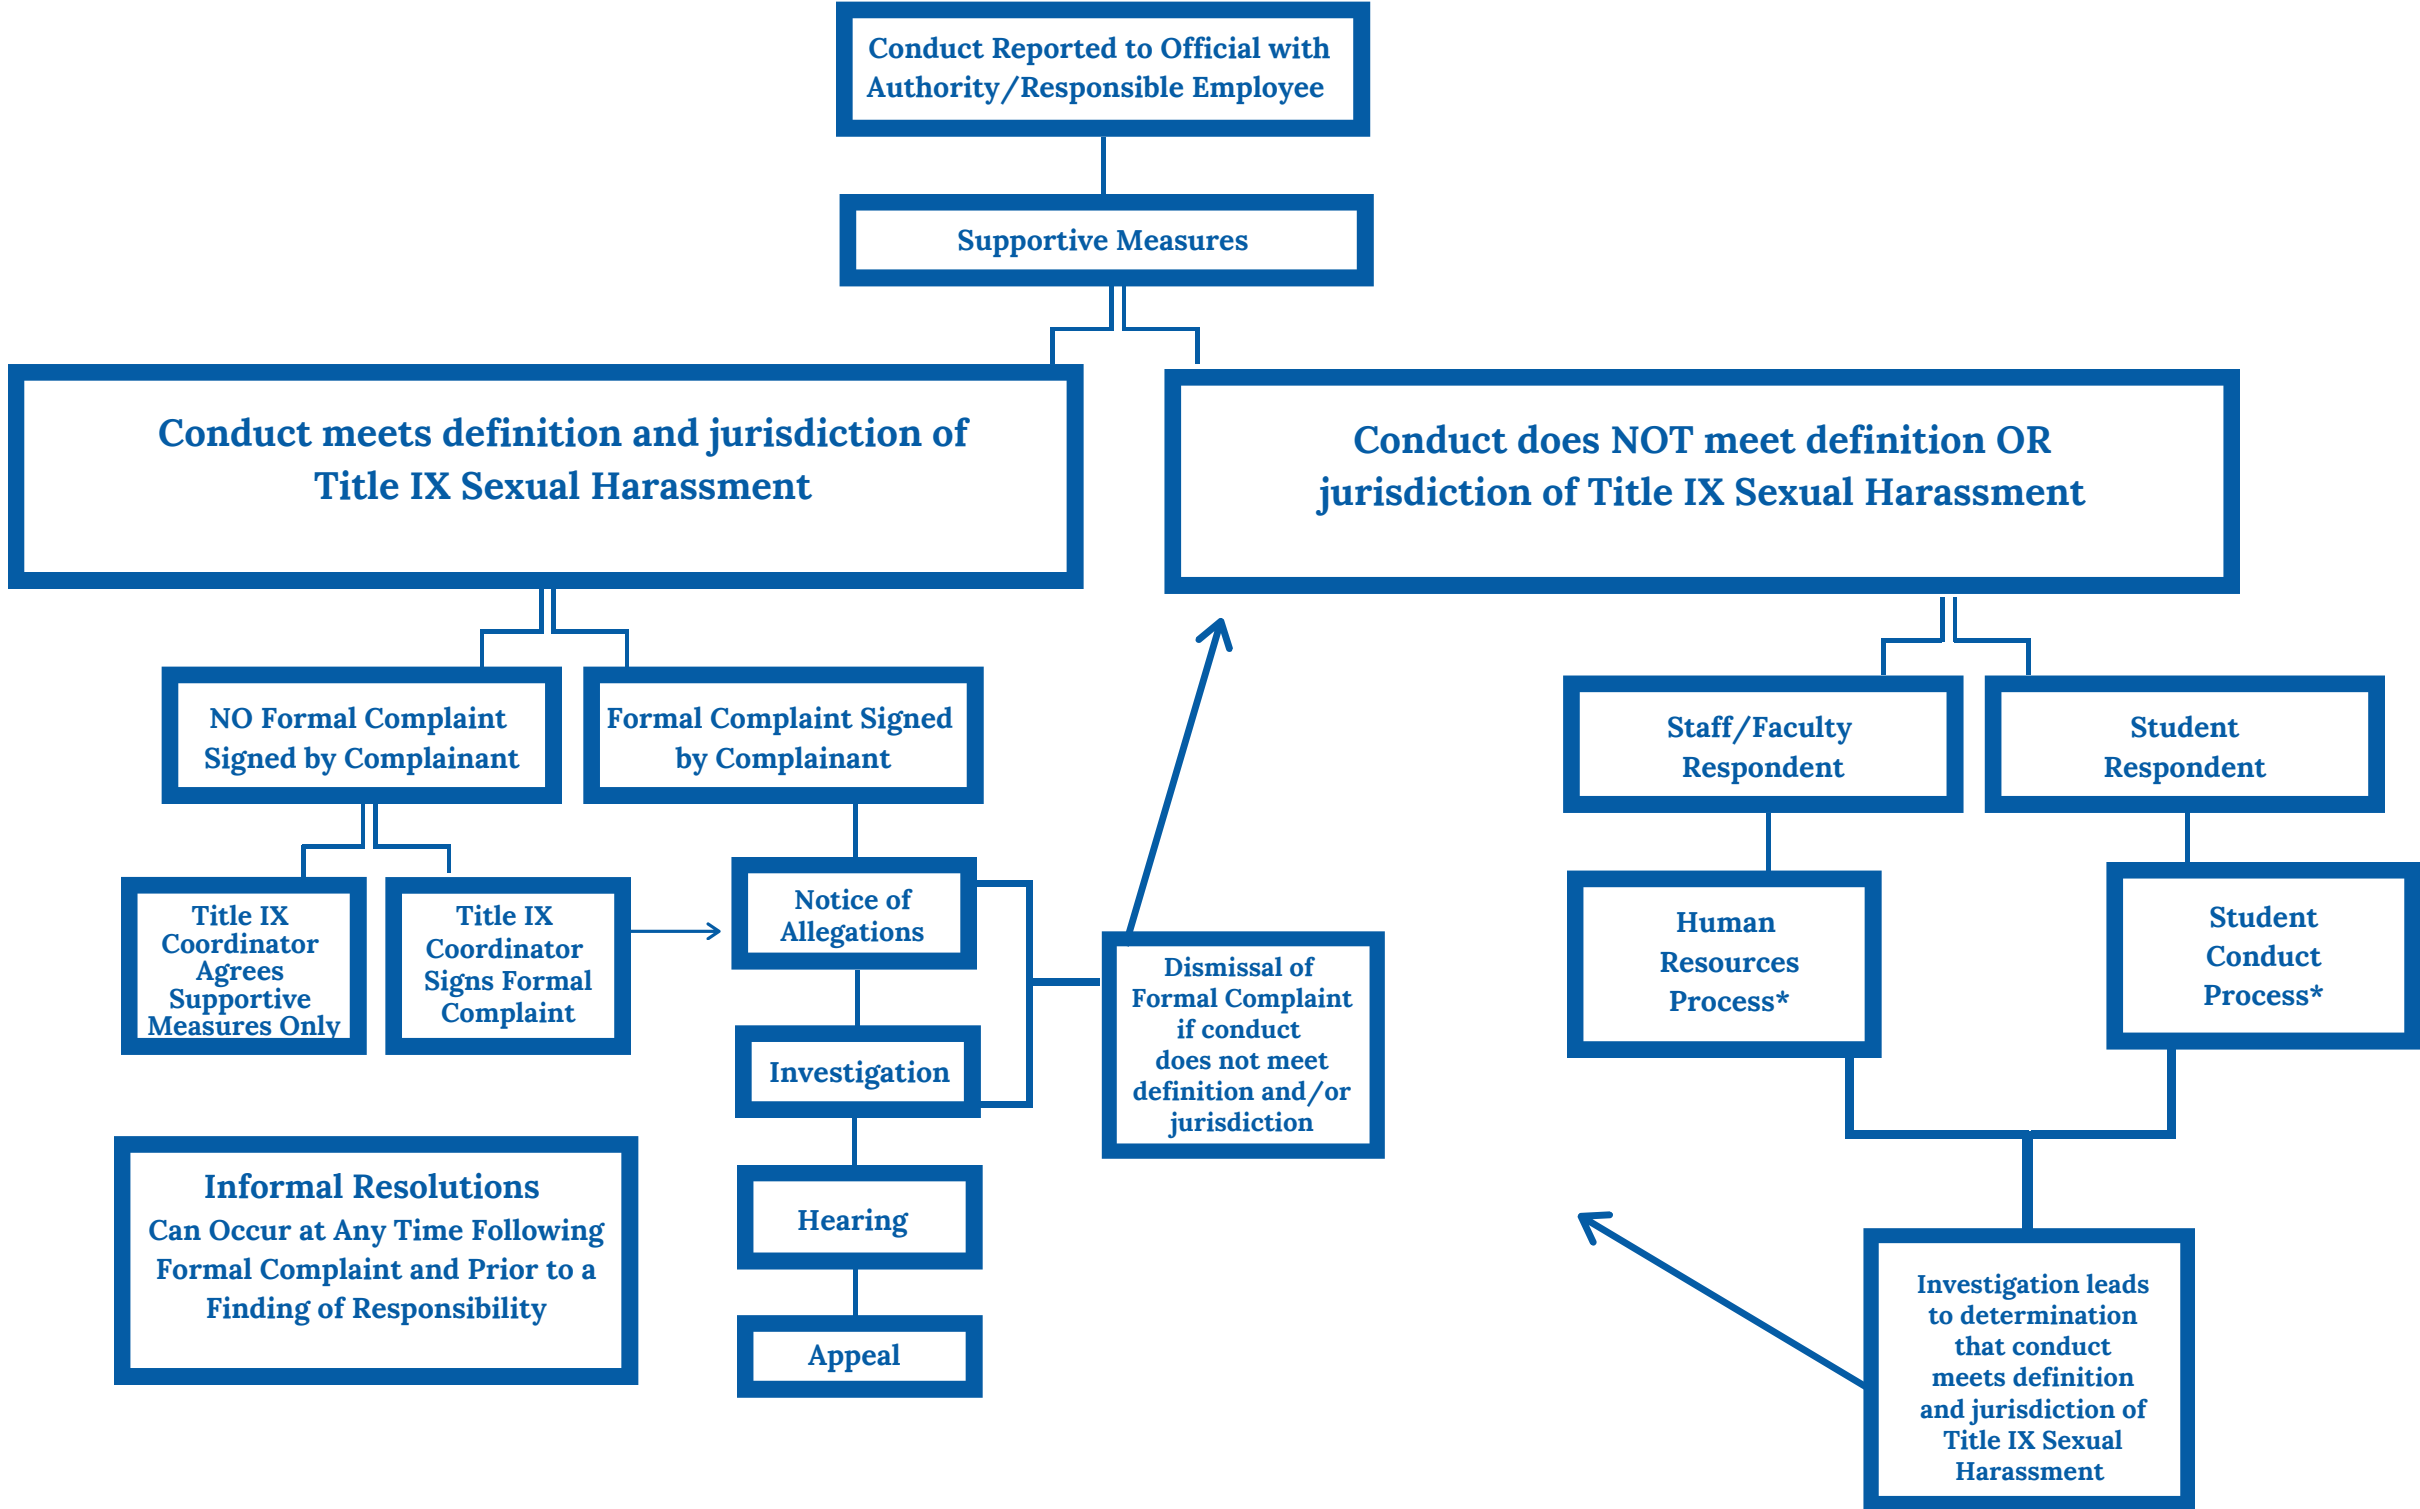 Conduct Reported to Official with
Authority/Responsible Employee
Supportive Measures
Conduct meets definition and jurisdiction of
Title IX Sexual Harassment
Conduct does NOT meet definition OR
jurisdiction of Title IX Sexual Harassment
NO Formal Complaint
Signed by Complainant
Formal Complaint Signed
by Complainant
Staff/Faculty
Respondent
Student
Respondent
Title IX
Coordinator
Agrees
Supportive
Measures Only
Title IX
Coordinator
Signs Formal
Complaint
Notice of
Allegations
Investigation
Hearing
Appeal
Dismissal of
Formal Complaint
if conduct
does not meet
definition and/or
jurisdiction
Human
Resources
Process*
Student
Conduct
Process*
Informal Resolutions
Can Occur at Any Time Following
Formal Complaint and Prior to a
Finding of Responsibility
Investigation leads
to determination
that conduct
meets definition
and jurisdiction of
Title IX Sexual
Harassment